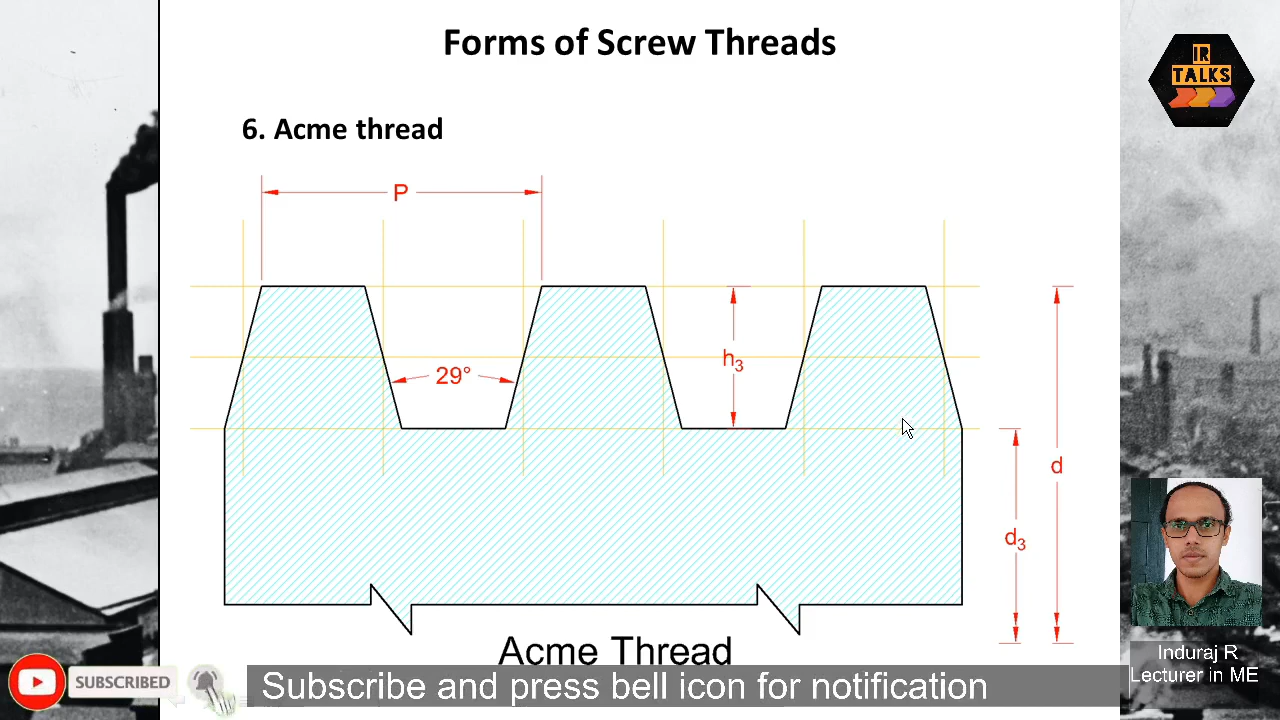 Forms of Screw Threads
IR
TALKS
6. Acme thread
P
29°
h3
d
d3
Acme Thread
Induraj R
Lecturer in ME
SUBSCRIBED
Subscribe and press bell icon for notification